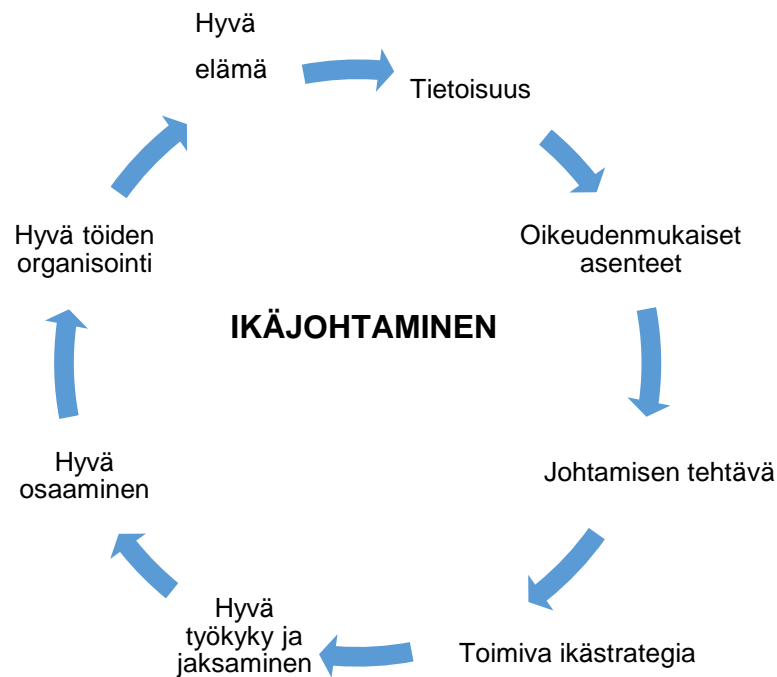 Hyvä
elämä
Tietoisuus
Oikeudenmukaiset
asenteet
Johtamisen tehtävä
Toimiva ikästrategia
Hyvä
työkyky ja
jaksaminen
Hyvä
osaaminen
Hyvä töiden
organisointi
IKÄJOHTAMINEN